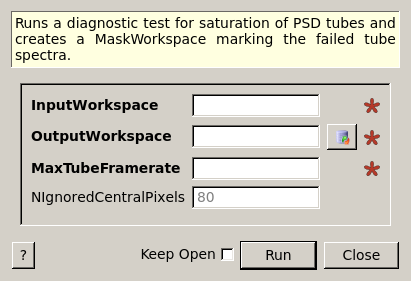 Runs a diagnostic test for saturation of PSD tubes and
creates a MaskWorkspace marking the failed tube
spectra.
InputWorkspace
OutputWorkspace
MaxTubeFramerate
NIgnoredCentralPixels 80
? Keep Open Run Close